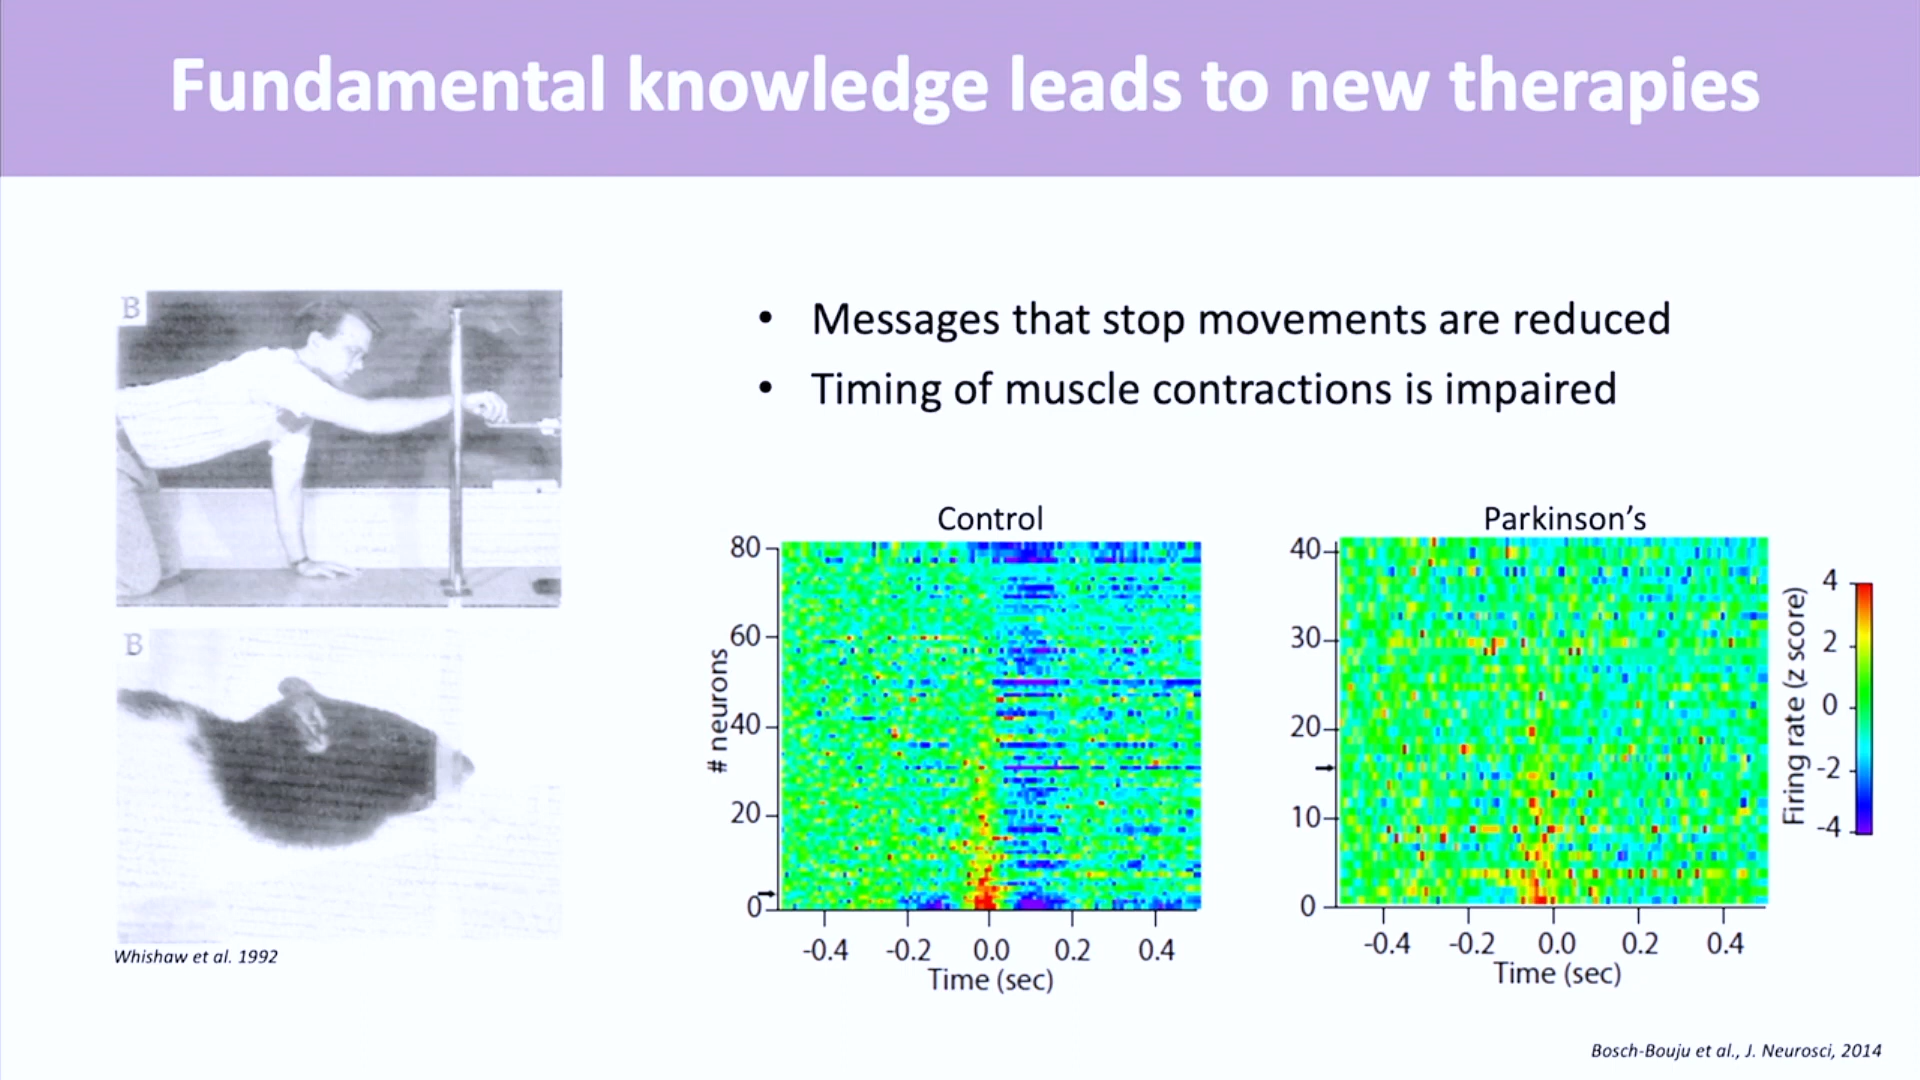 Fundamental knowledge leads to new therapies
B
B
Whishaw et al. 1992
• Messages that stop movements are reduced
• Timing of muscle contractions is impaired
Control
# neurons
80
60
40
20
0
-0.4 -0.2 0.0 0.2 0.4
Time (sec)
Parkinson’s
40
30
20
10
0
-0.4 -0.2 0.0 0.2 0.4
Time (sec)
Firing rate (z score)
4
2
0
-2
-4
Bosch-Bouju et al., J. Neurosci, 2014